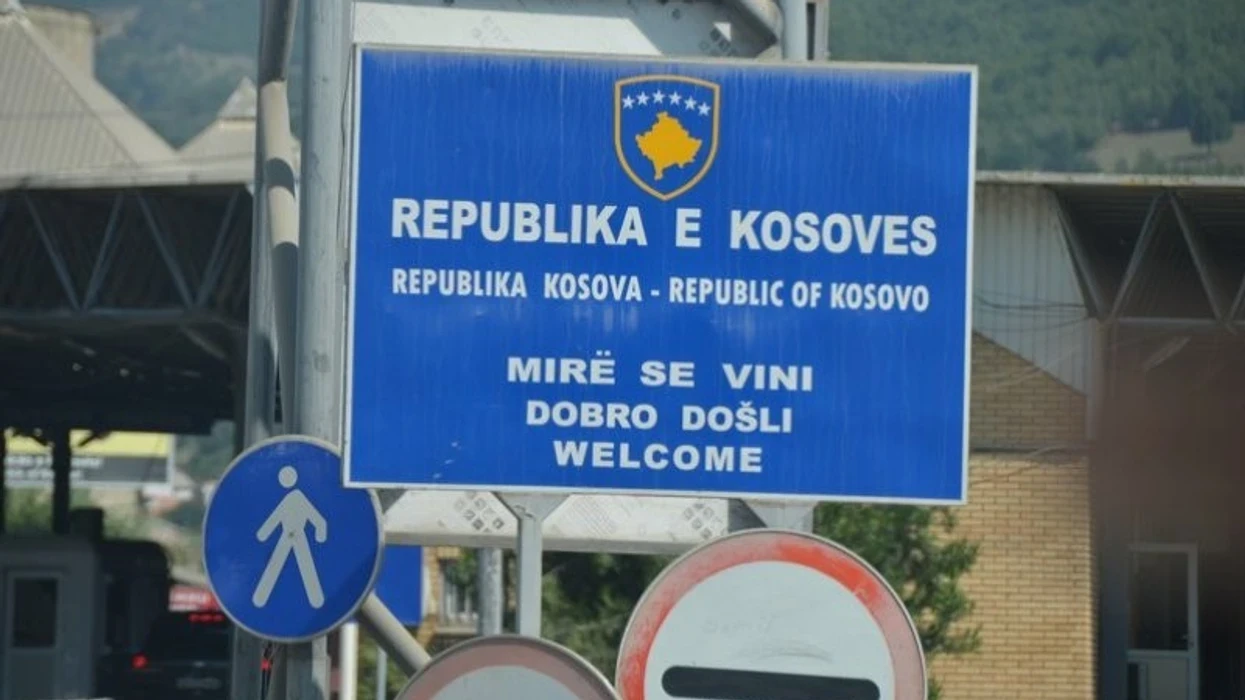 REPUBLIKA E KOSOVES
REPUBLIKA KOSOVA - REPUBLIC OF KOSOVO
MIRË SE VINI
DOBRO DOŠLI
WELCOME